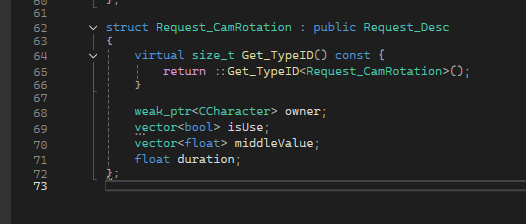 60 };
61
62 struct Request_CamRotation : public Request_Desc
63 {
64 virtual size_t Get_TypeID() const {
65 return ::Get_TypeID<Request_CamRotation>();
66 }
67
68 weak_ptr<CCharacter> owner;
69 vector<bool> isUse;
70 vector<float> middleValue;
71 float duration;
72 };
73